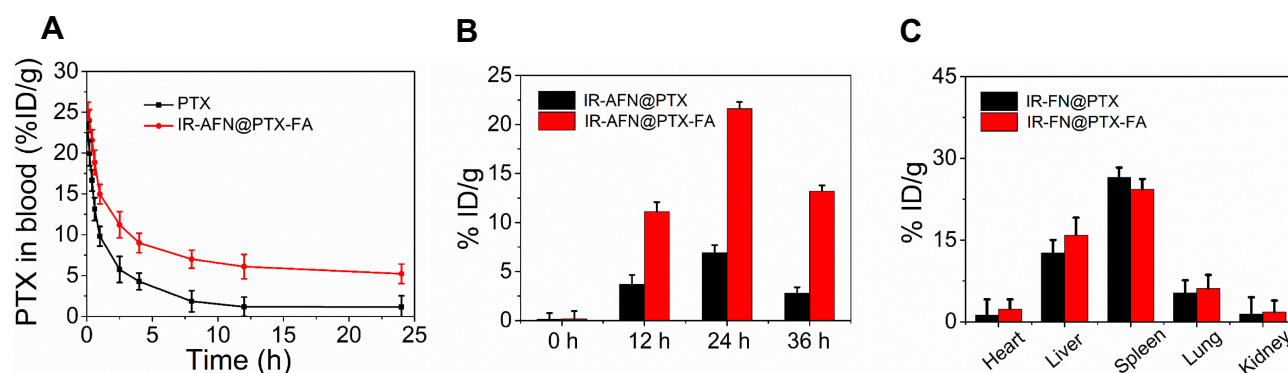 A
PTX in blood (%ID/g)
30
25
20
15
10
5
0
PTX
IR-AFN@PTX-FA
0 5 10 15 20 25
Time (h)
B
% ID/g
25
20
15
10
5
0
IR-AFN@PTX
IR-AFN@PTX-FA
0 h 12 h 24 h 36 h
C
% ID/g
45
30
15
0
IR-FN@PTX
IR-FN@PTX-FA
Heart Liver Spleen Lung Kidney